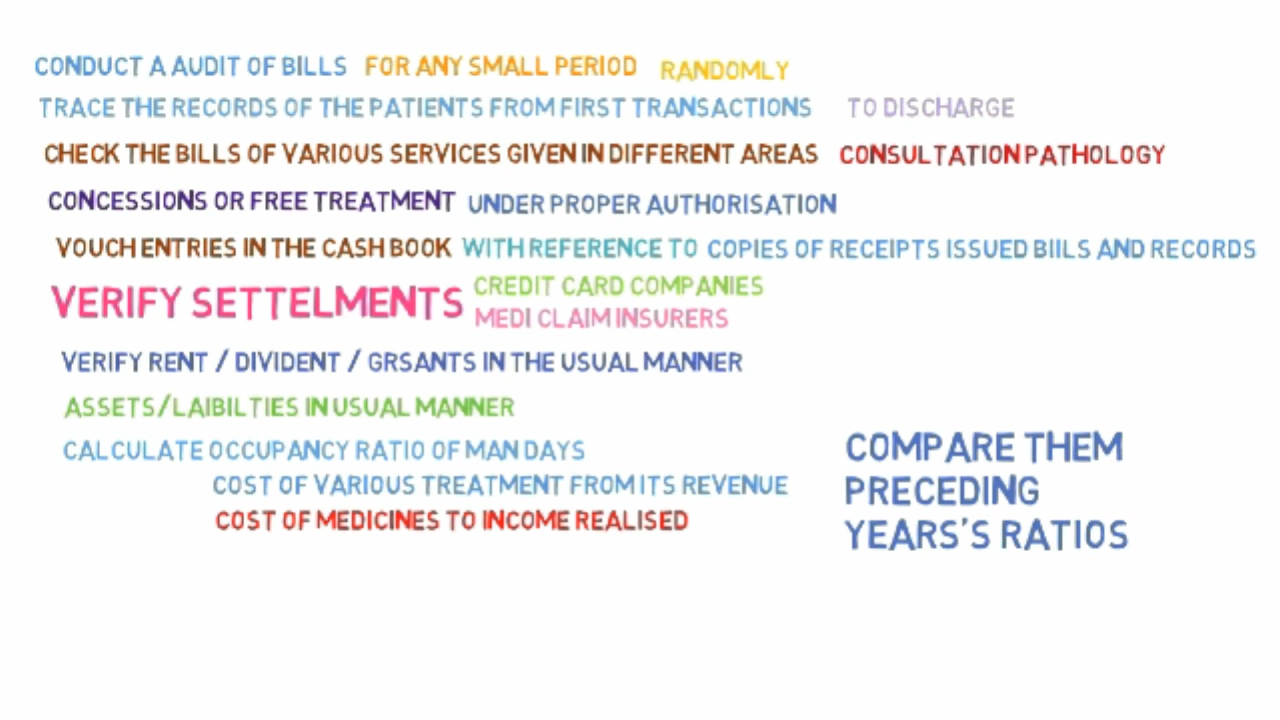 CONDUCT A AUDIT OF BILLS FOR ANY SMALL PERIOD RANDOMLY
TRACE THE RECORDS OF THE PATIENTS FROM FIRST TRANSACTIONS TO DISCHARGE
CHECK THE BILLS OF VARIOUS SERVICES GIVEN IN DIFFERENT AREAS CONSULTATION PATHOLOGY
CONCESSIONS OR FREE TREATMENT UNDER PROPER AUTHORISATION
VOUCH ENTRIES IN THE CASH BOOK WITH REFERENCE TO COPIES OF RECEIPTS ISSUED BIILS AND RECORDS
VERIFY SETTELMENTS CREDIT CARD COMPANIES
MEDI CLAIM INSURERS
VERIFY RENT / DIVIDENT / GRSANTS IN THE USUAL MANNER
ASSETS/LAIBILTIES IN USUAL MANNER
CALCULATE OCCUPANCY RATIO OF MAN DAYS
COST OF VARIOUS TREATMENT FROM ITS REVENUE
COST OF MEDICINES TO INCOME REALISED
COMPARE THEM
PRECEDING
YEARS'S RATIOS